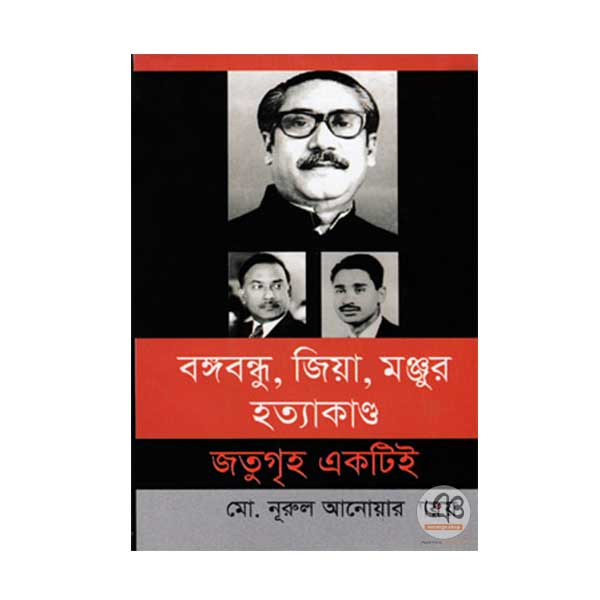 বঙ্গবন্ধু, জিয়া, মঞ্জুর
হত্যাকাণ্ড
জতুগৃহ একটিই
মো. নূরুল আনোয়ার